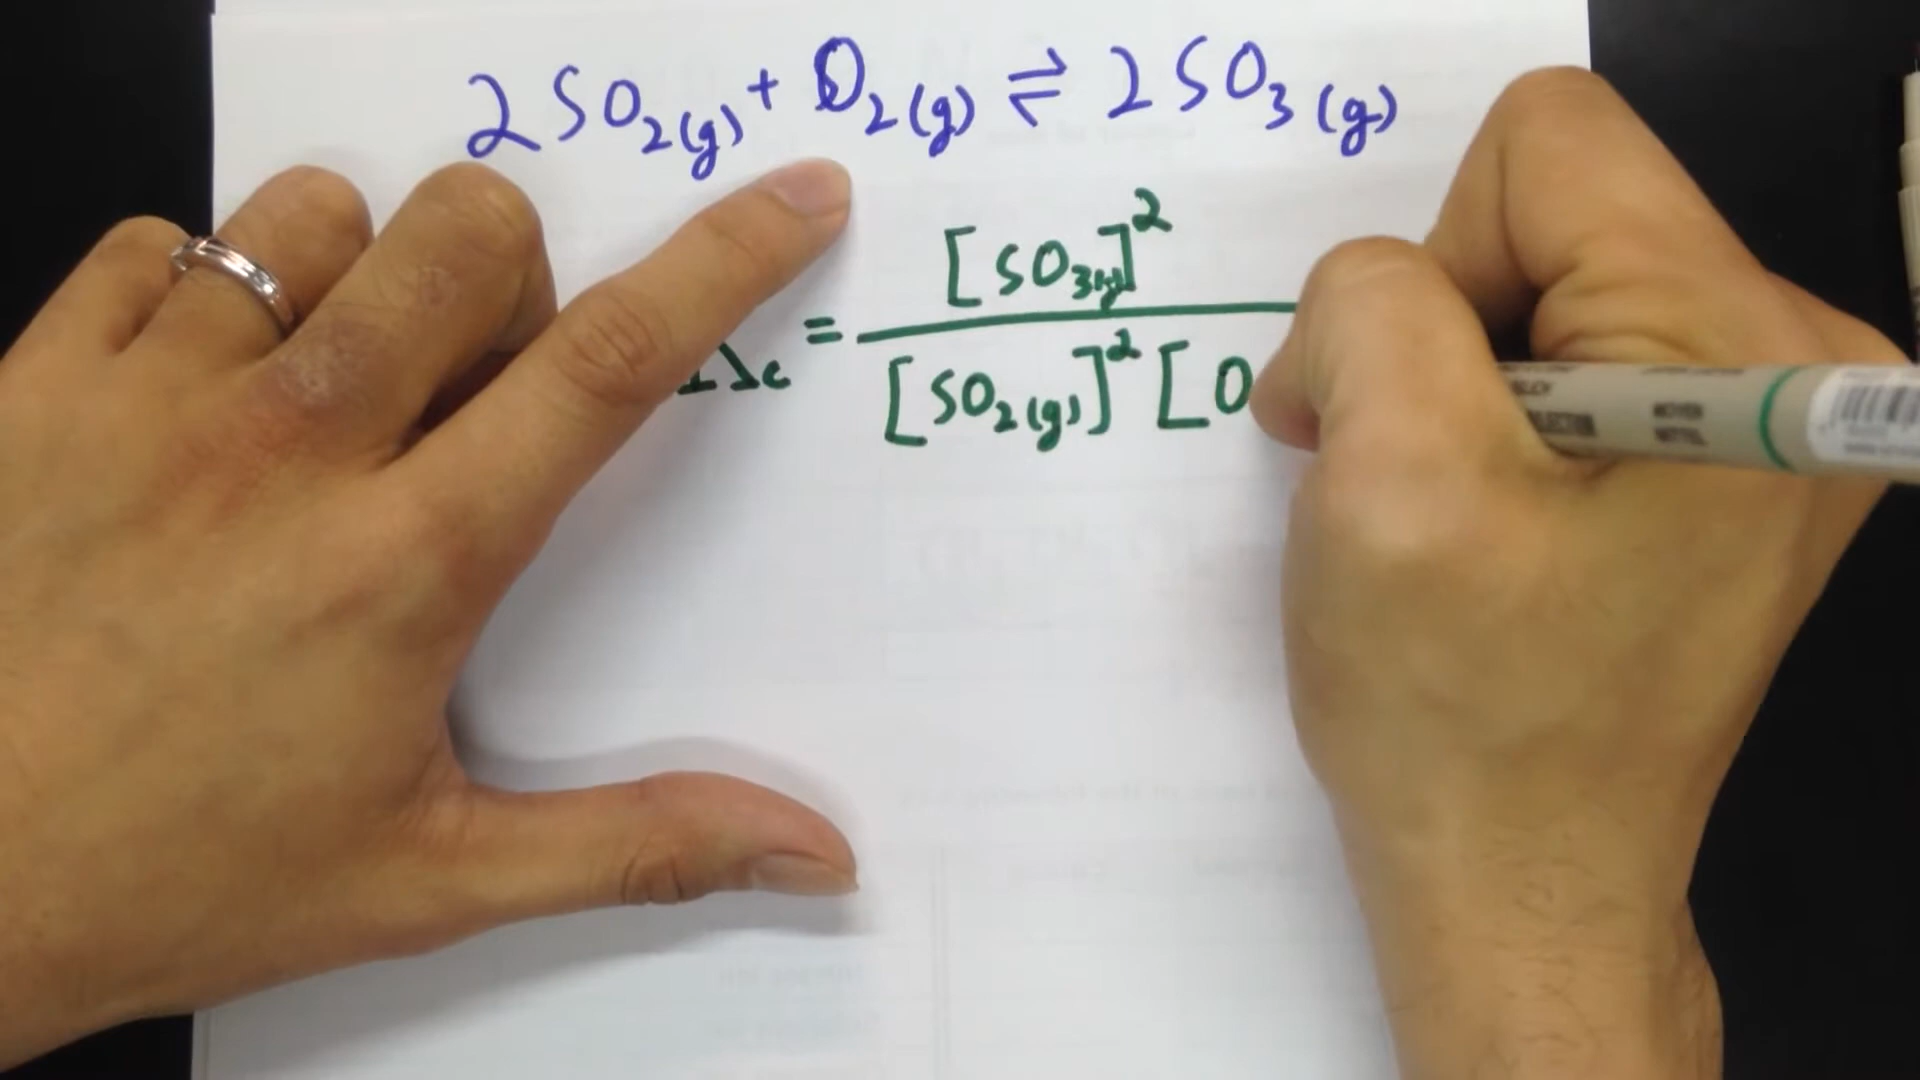 2SO₂(g) + O₂(g) ⇌ 2SO₃(g)
[SO₃(g)]²
Kc = ―――――――
[SO₂(g)]² [O